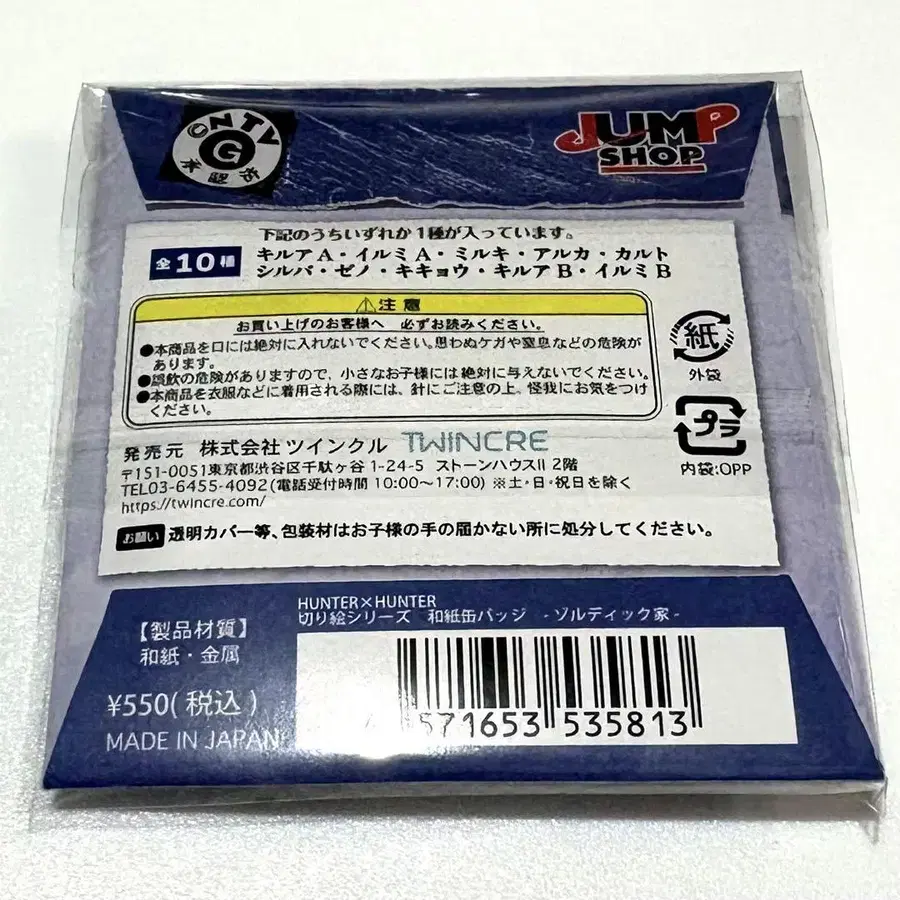 ©NTV
G
承認済
JUMP
SHOP
下記のうちいずれか1種が入っています。
全10種
キルアA・イルミA・ミルキ・アルカ・カルト
シルバ・ゼノ・キキョウ・キルアB・イルミB
⚠注意
お買い上げのお客様へ 必ずお読みください。
●本商品を口には絶対に入れないでください。思わぬケガや窒息などの危険が
あります。
●誤飲の危険がありますので、小さなお子様には絶対に与えないでください。
●本商品を衣服などに着用される際には、針にご注意の上、怪我にお気をつけ
ください。
紙
外袋
プラ
内袋:OPP
発売元 株式会社ツインクル TWINCRE
〒151-0051東京都渋谷区千駄ヶ谷1-24-5 ストーンハウスII 2階
TEL03-6455-4092(電話受付時間 10:00～17:00) ※土・日・祝日を除く
https://twincre.com/
お願い 透明カバー等、包装材はお子様の手の届かない所に処分してください。
HUNTER×HUNTER
切り絵シリーズ 和紙缶バッジ -ゾルディック家-
【製品材質】
和紙・金属
¥550(税込)
MADE IN JAPAN
4 571653 535813